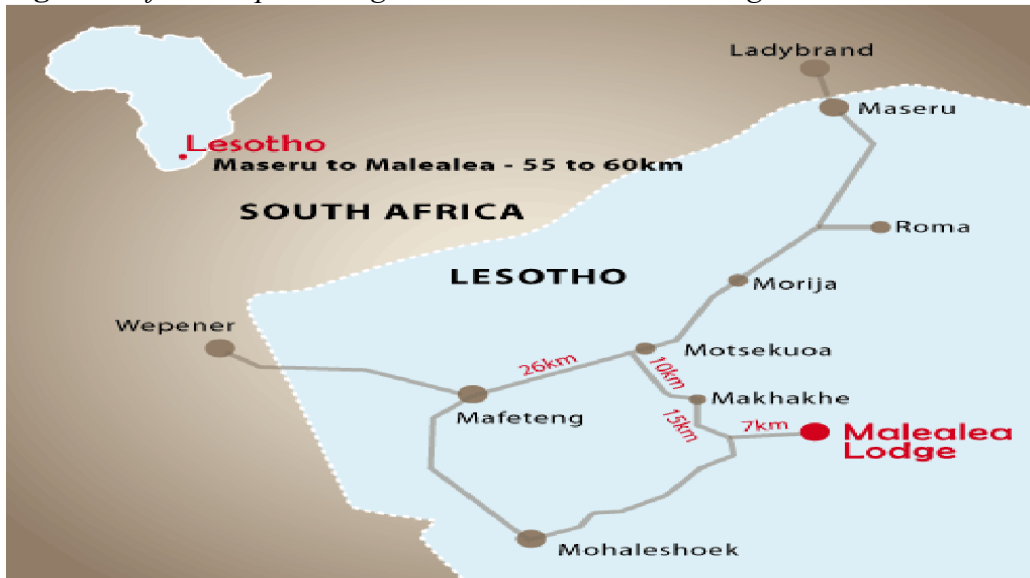 Ladybrand
Maseru
Lesotho
Maseru to Malealea - 55 to 60km
SOUTH AFRICA
Roma
LESOTHO
Morija
Wepener
Motsekuoa
26km
10km
Makhakhe
Mafeteng
15km
7km
Malealea
Lodge
Mohaleshoek